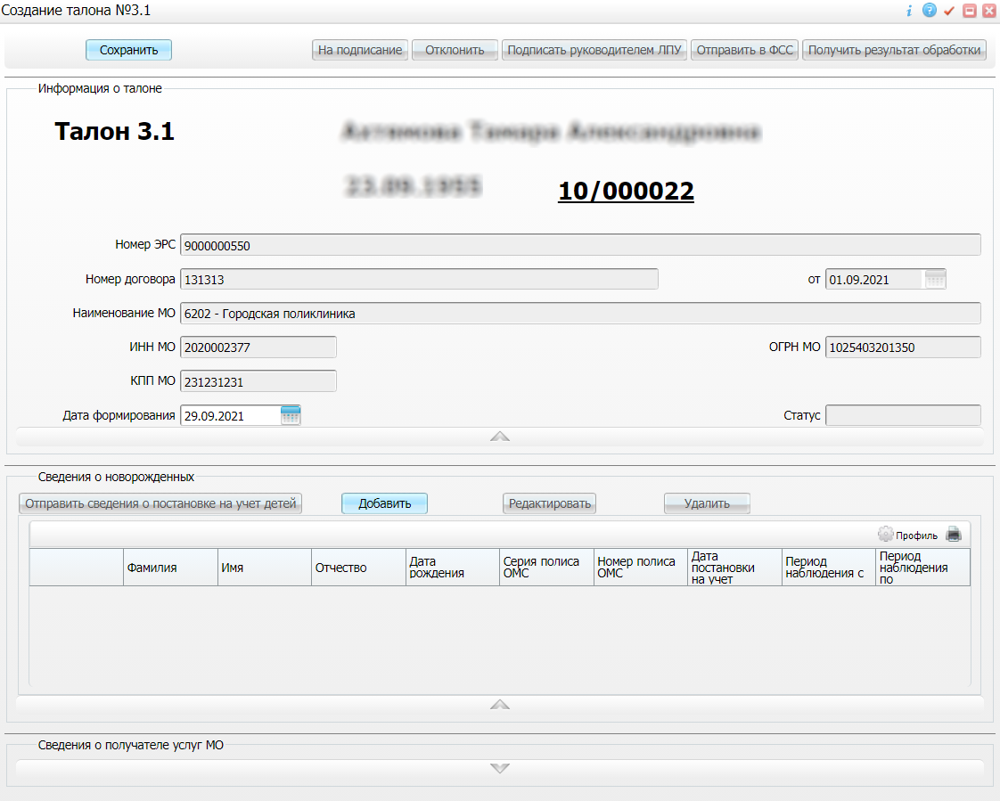 Создание талона №3.1
Сохранить На подписание Отклонить Подписать руководителем ЛПУ Отправить в ФСС Получить результат обработки
Информация о талоне
Талон 3.1
10/000022
Номер ЭРС 9000000550
Номер договора 131313 от 01.09.2021
Наименование МО 6202 - Городская поликлиника
ИНН МО 2020002377 ОГРН МО 1025403201350
КПП МО 231231231
Дата формирования 29.09.2021 Статус
Сведения о новорожденных
Отправить сведения о постановке на учет детей Добавить Редактировать Удалить
Профиль
Фамилия Имя Отчество Дата рождения Серия полиса ОМС Номер полиса ОМС Дата постановки на учет Период наблюдения с Период наблюдения по
Сведения о получателе услуг МО